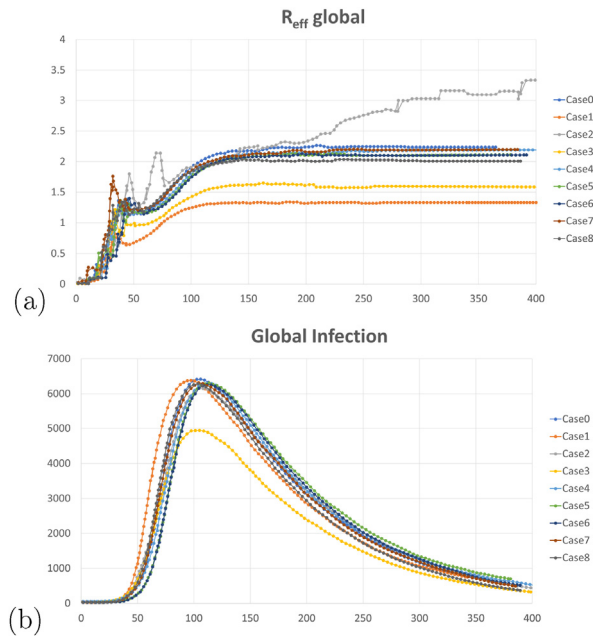 R_eff global
4
3.5
3
2.5
2
1.5
1
0.5
0
0 50 100 150 200 250 300 350 400
Case0
Case1
Case2
Case3
Case4
Case5
Case6
Case7
Case8
(a)
Global Infection
7000
6000
5000
4000
3000
2000
1000
0
0 50 100 150 200 250 300 350 400
Case0
Case1
Case2
Case3
Case4
Case5
Case6
Case7
Case8
(b)